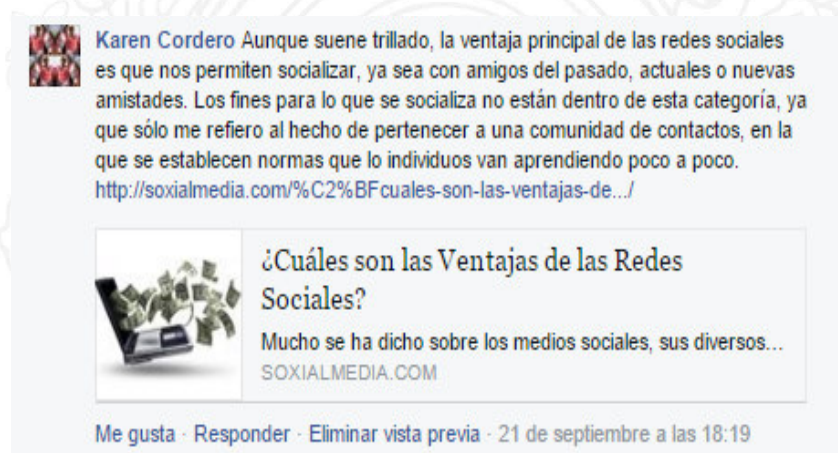 Karen Cordero Aunque suene trillado, la ventaja principal de las redes sociales
es que nos permiten socializar, ya sea con amigos del pasado, actuales o nuevas
amistades. Los fines para lo que se socializa no están dentro de esta categoría, ya
que sólo me refiero al hecho de pertenecer a una comunidad de contactos, en la
que se establecen normas que lo individuos van aprendiendo poco a poco.
http://soxialmedia.com/%C2%BFcuales-son-las-ventajas-de.../
¿Cuáles son las Ventajas de las Redes
Sociales?
Mucho se ha dicho sobre los medios sociales, sus diversos...
SOXIALMEDIA.COM
Me gusta · Responder · Eliminar vista previa · 21 de septiembre a las 18:19